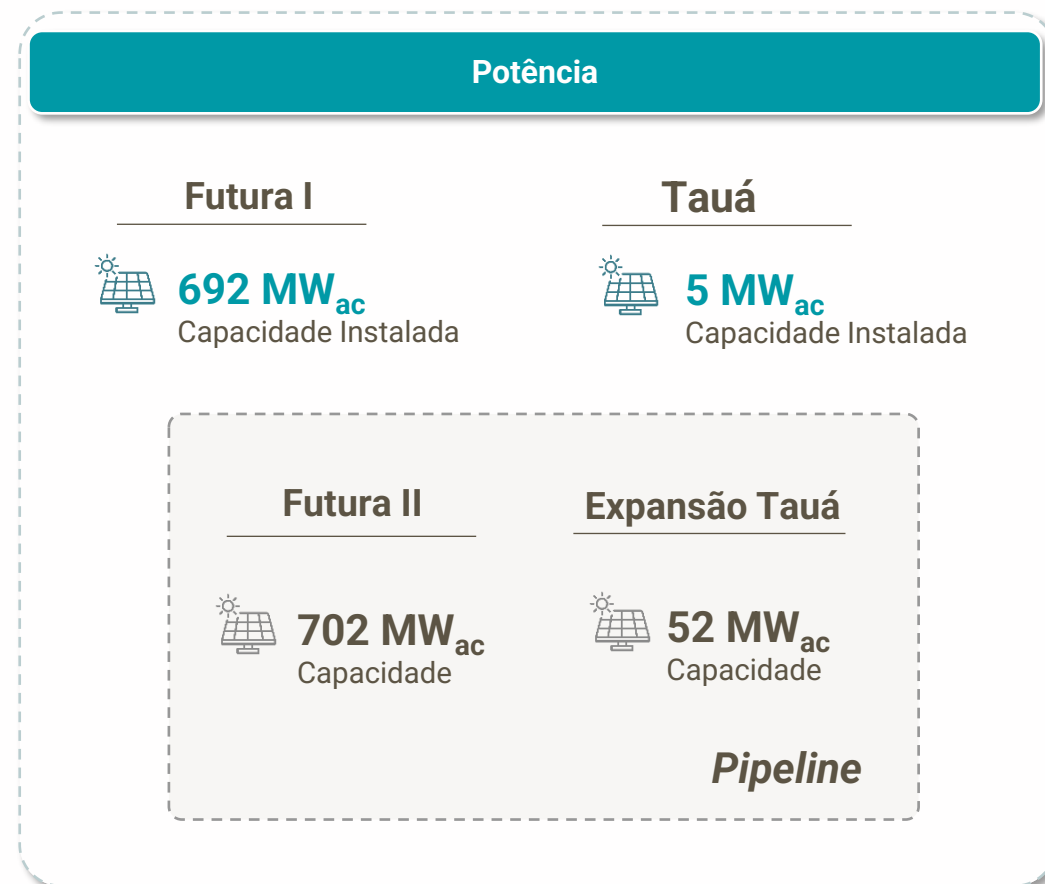 Potência
Futura I
692 MWac
Capacidade Instalada
Tauá
5 MWac
Capacidade Instalada
Futura II
702 MWac
Capacidade
Expansão Tauá
52 MWac
Capacidade
Pipeline